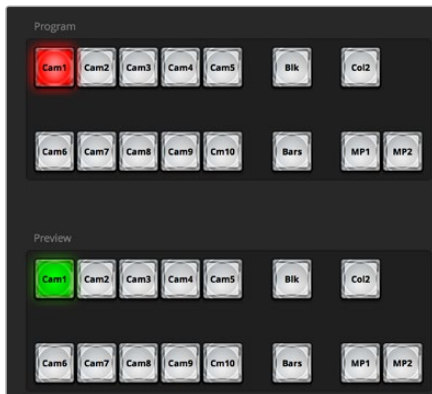 Program
Cam1 Cam2 Cam3 Cam4 Cam5 Blk Col2
Cam6 Cam7 Cam8 Cam9 Cm10 Bars MP1 MP2
Preview
Cam1 Cam2 Cam3 Cam4 Cam5 Blk Col2
Cam6 Cam7 Cam8 Cam9 Cm10 Bars MP1 MP2